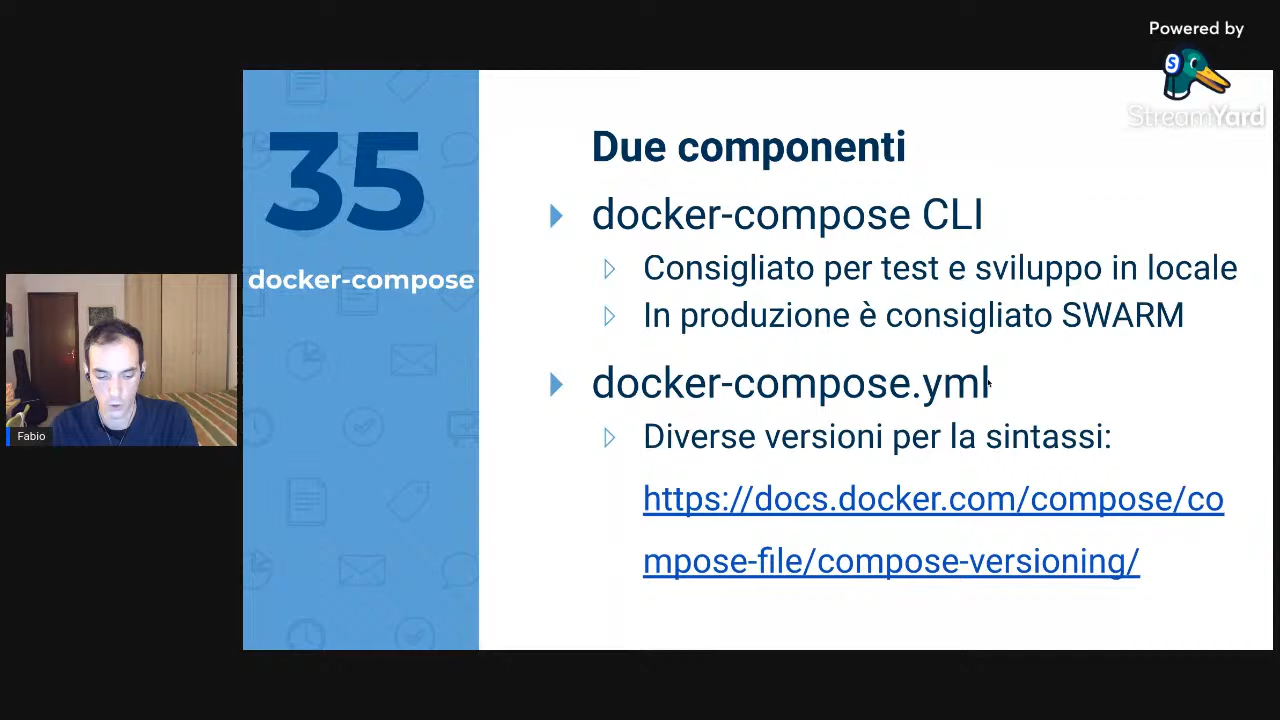 Powered by
StreamYard
35
docker-compose
Due componenti
docker-compose CLI
Consigliato per test e sviluppo in locale
In produzione è consigliato SWARM
docker-compose.yml
Diverse versioni per la sintassi:
https://docs.docker.com/compose/co
mpose-file/compose-versioning/
Fabio